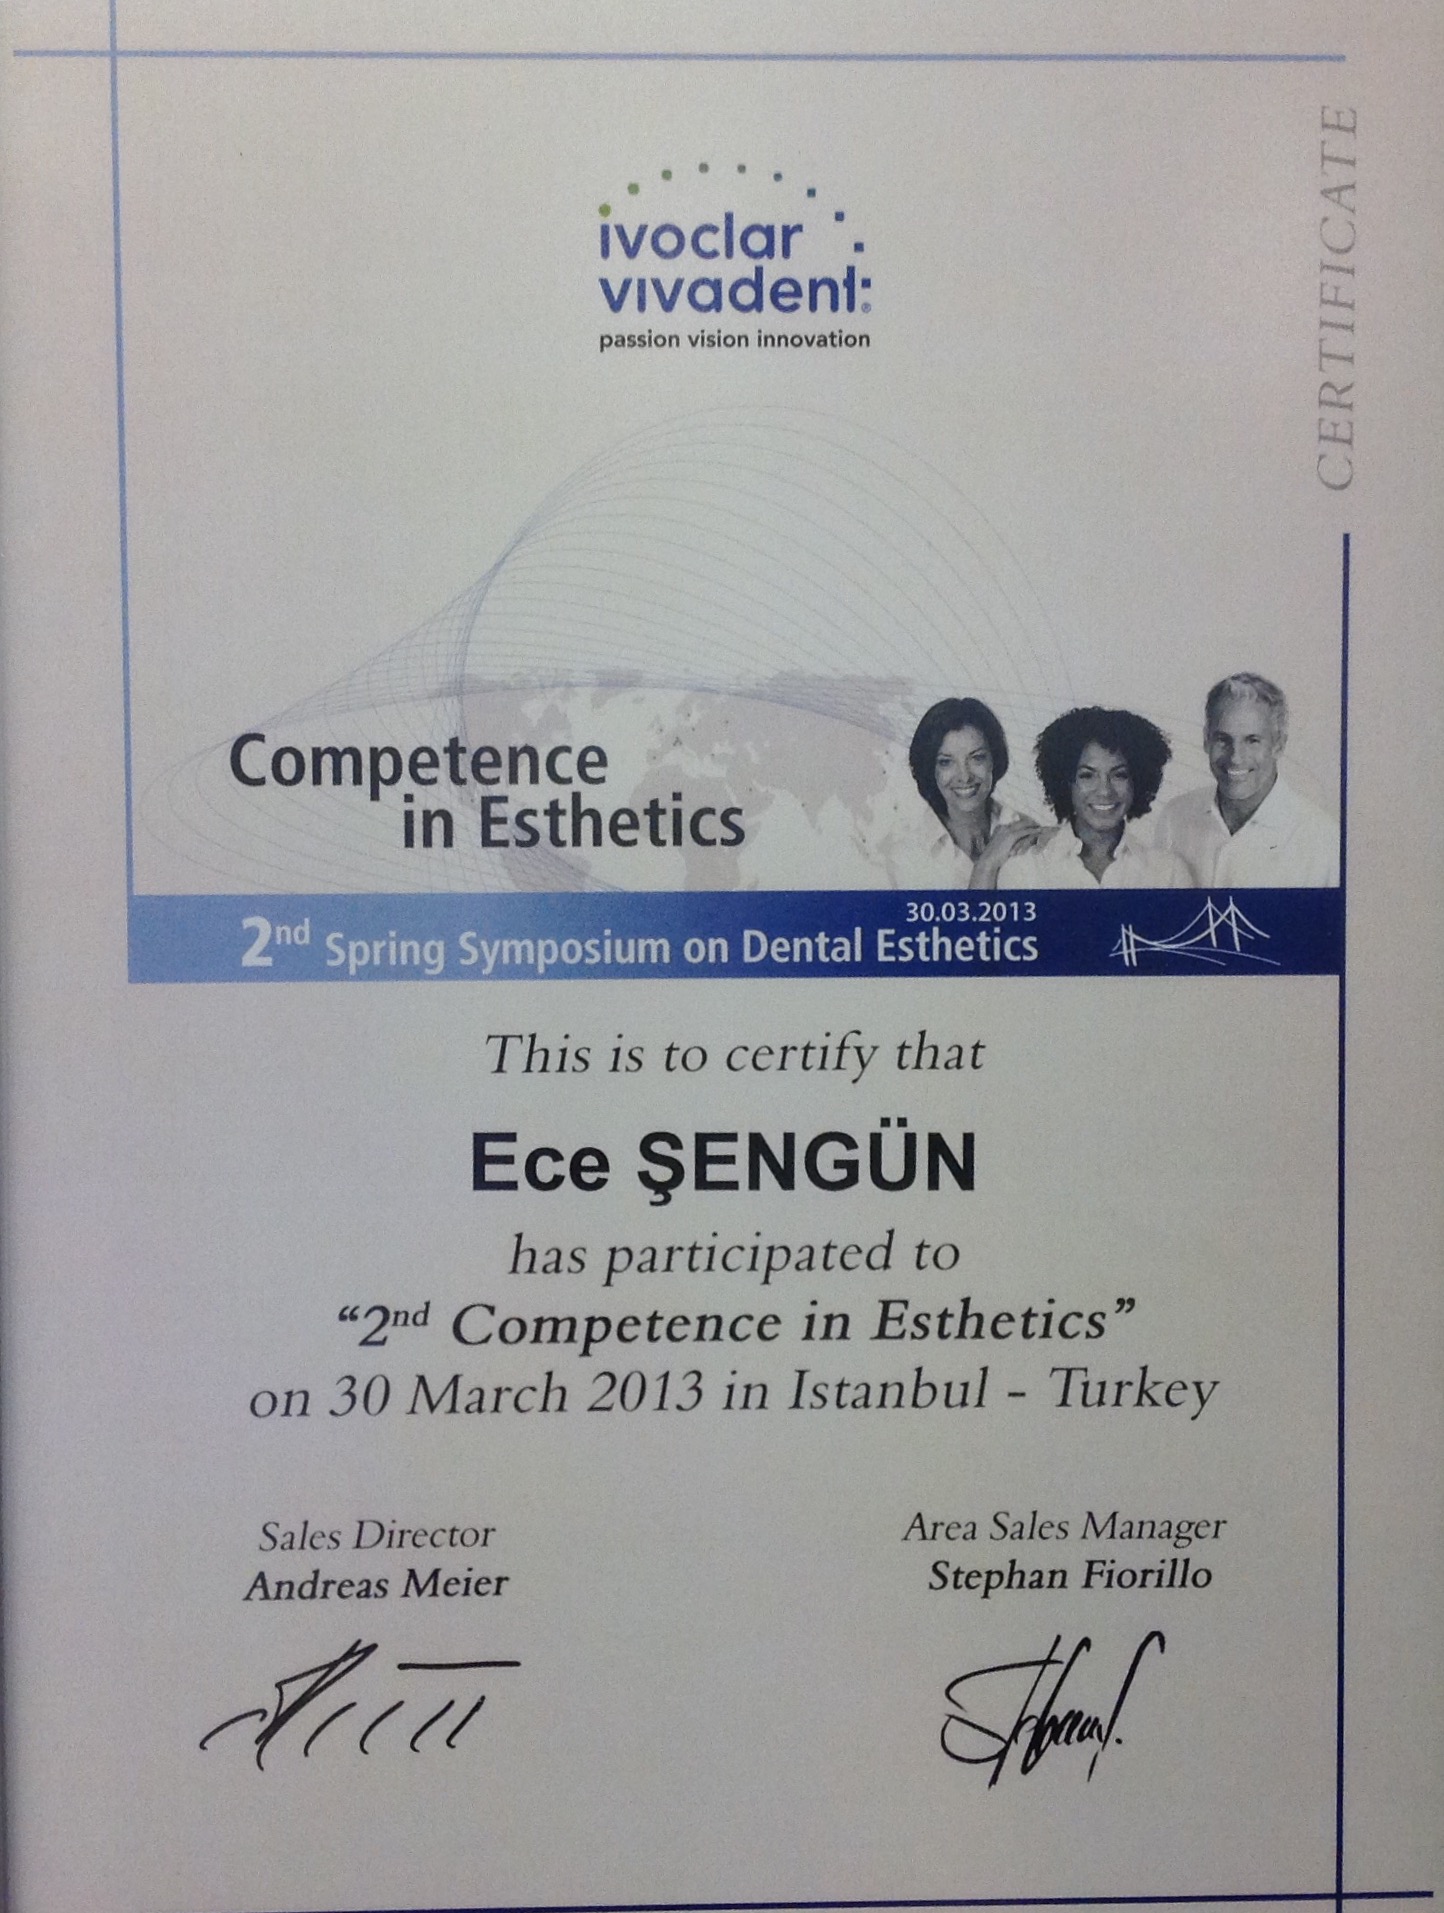 CERTIFICATE
ivoclar
vivadent:®
passion vision innovation
Competence
in Esthetics
30.03.2013
2nd Spring Symposium on Dental Esthetics
This is to certify that
Ece ŞENGÜN
has participated to
“2nd Competence in Esthetics”
on 30 March 2013 in Istanbul - Turkey
Sales Director
Andreas Meier
Area Sales Manager
Stephan Fiorillo